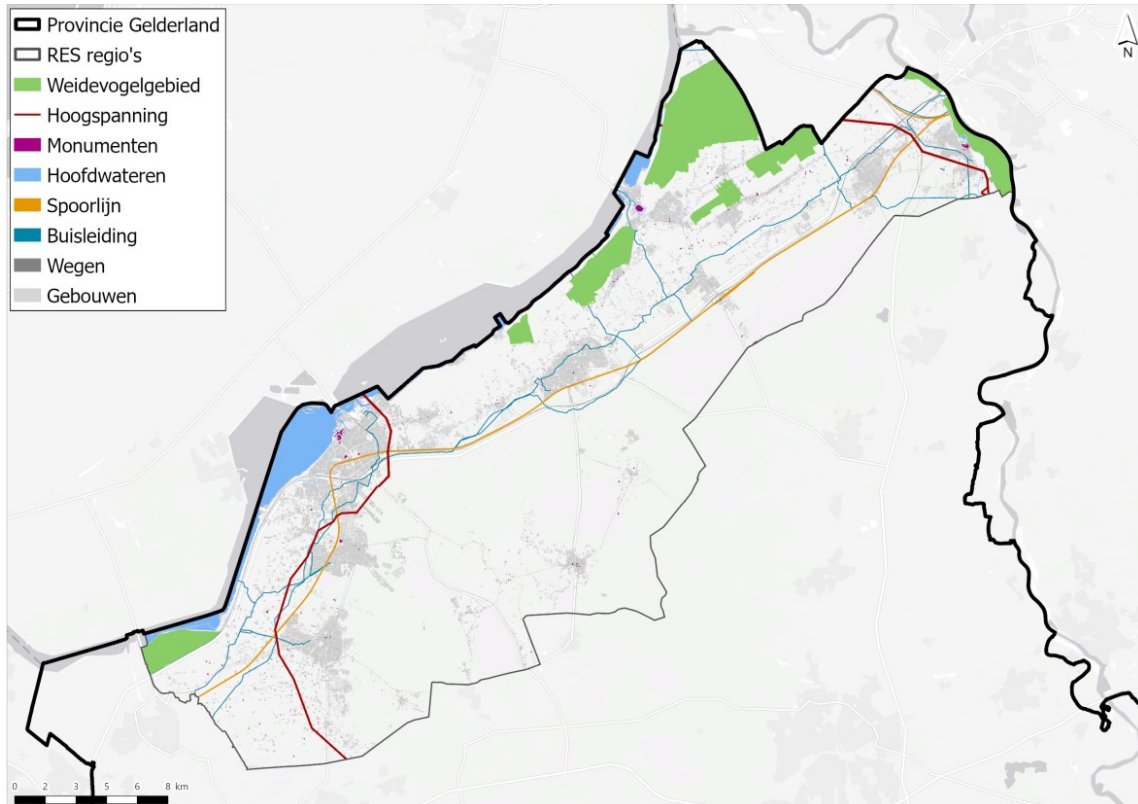 Provincie Gelderland
RES regio's
Weidevogelgebied
Hoogspanning
Monumenten
Hoofdwateren
Spoorlijn
Buisleiding
Wegen
Gebouwen
N
0 2 3 5 6 8 km